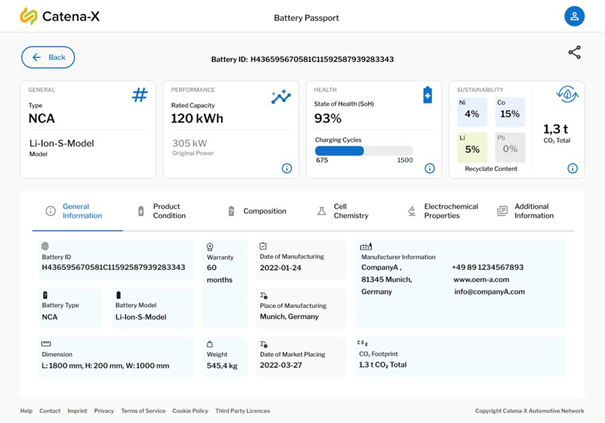 Catena-X
Battery Passport
Back
Battery ID: H436595670581C11592587939283343
GENERAL
Type
NCA
Li-Ion-S-Model
Model
PERFORMANCE
Rated Capacity
120 kWh
305 kW
Original Power
HEALTH
State of Health (SoH)
93%
Charging Cycles
675 1500
SUSTAINABILITY
Ni
4%
Co
15%
Li
5%
Pb
0%
Recyclate Content
1,3 t
CO₂ Total
General
Information
Product
Condition
Composition
Cell
Chemistry
Electrochemical
Properties
Additional
Information
Battery ID
H436595670581C11592587939283343
Battery Type
NCA
Battery Model
Li-Ion-S-Model
Dimension
L: 1800 mm, H: 200 mm, W: 1000 mm
Warranty
60
months
Weight
545,4 kg
Date of Manufacturing
2022-01-24
Place of Manufacturing
Munich, Germany
Date of Market Placing
2022-03-27
Manufacturer Information
CompanyA ,
81345 Munich,
Germany
+49 89 1234567893
www.oem-a.com
info@companyA.com
CO₂
CO₂ Footprint
1,3 t CO₂ Total
Help Contact Imprint Privacy Terms of Service Cookie Policy Third Party Licences
Copyright Catena-X Automotive Network